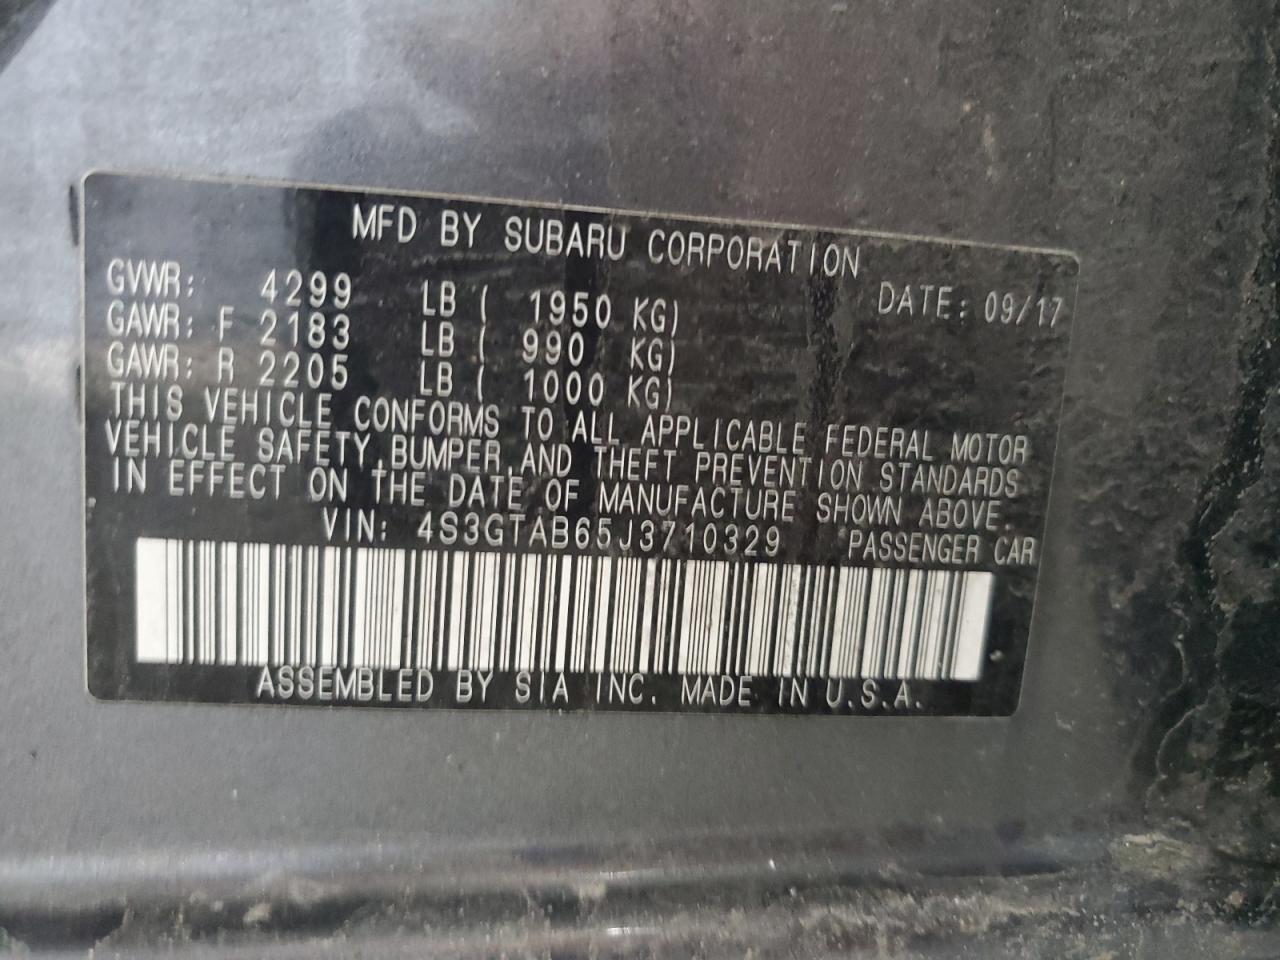 MFD BY SUBARU CORPORATION
GVWR: 4299 LB ( 1950 KG) DATE: 09/17
GAWR: F 2183 LB ( 990 KG)
GAWR: R 2205 LB ( 1000 KG)
THIS VEHICLE CONFORMS TO ALL APPLICABLE FEDERAL MOTOR
VEHICLE SAFETY,BUMPER,AND THEFT PREVENTION STANDARDS
IN EFFECT ON THE DATE OF MANUFACTURE SHOWN ABOVE.
VIN: 4S3GTAB65J3710329 PASSENGER CAR
ASSEMBLED BY SIA INC. MADE IN U.S.A.